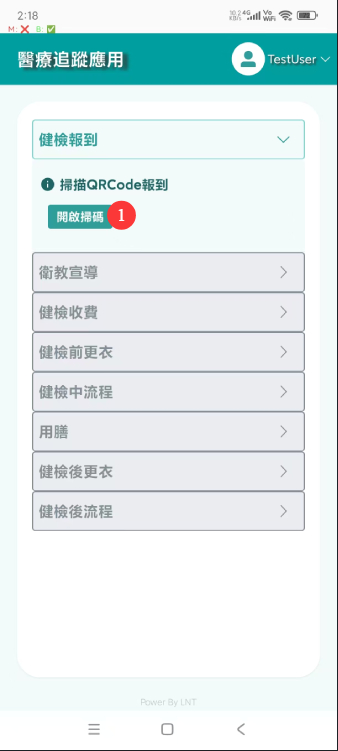 2:18
10.2 KB/S 4G Vo WiFi
M: ❌ B: ✅
醫療追蹤應用
TestUser
健檢報到
掃描QRCode報到
開啟掃碼 1
衛教宣導
健檢收費
健檢前更衣
健檢中流程
用膳
健檢後更衣
健檢後流程
Power By LNT